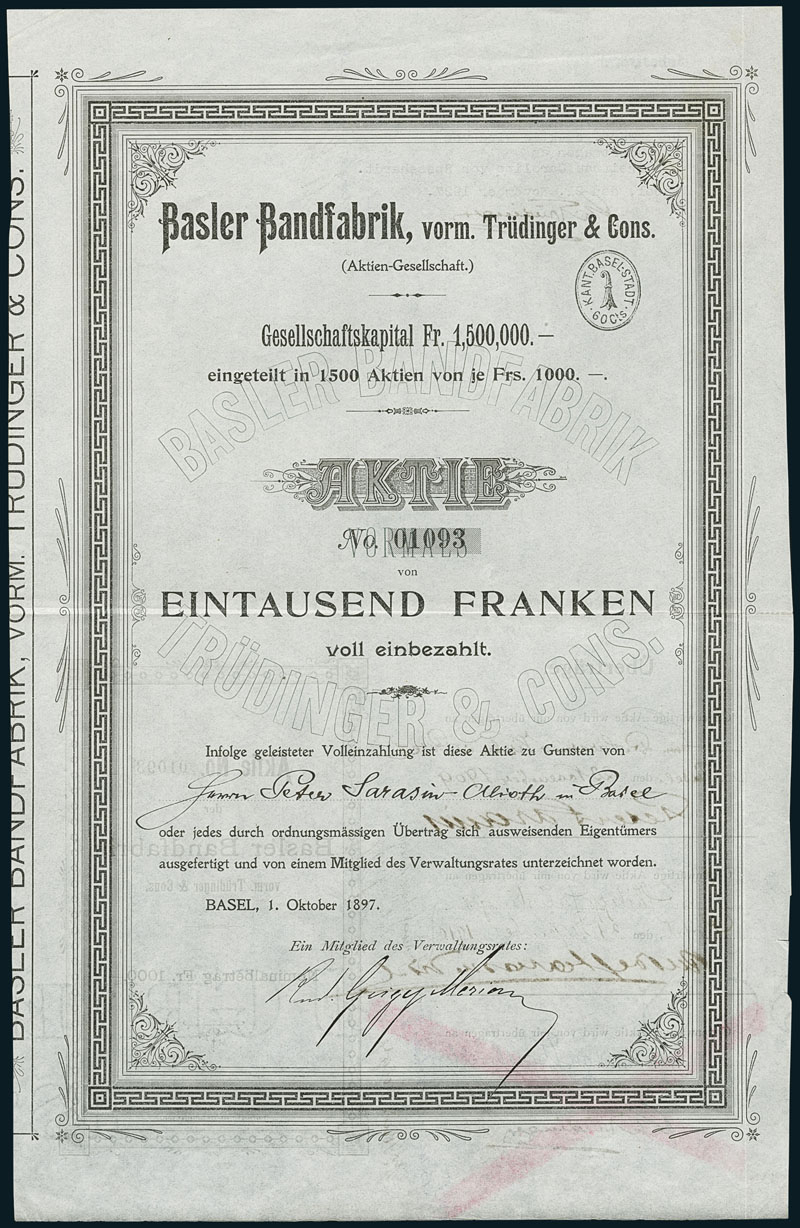 Basler Bandfabrik, vorm. Trüdinger & Cons.
(Aktien-Gesellschaft.)
KANT. BASEL-STADT
60 Cts.
Gesellschaftskapital Fr. 1,500,000.—
eingeteilt in 1500 Aktien von je Frs. 1000. —.
BASLER BANDFABRIK
AKTIE
No. 01093
VORMALS
von
EINTAUSEND FRANKEN
voll einbezahlt.
TRÜDINGER & CONS.
Infolge geleisteter Volleinzahlung ist diese Aktie zu Gunsten von
Herrn Peter Sarasin-Alioth in Basel
oder jedes durch ordnungsmässigen Übertrag sich ausweisenden Eigentümers
ausgefertigt und von einem Mitglied des Verwaltungsrates unterzeichnet worden.
BASEL, 1. Oktober 1897.
Ein Mitglied des Verwaltungsrates:
Rud. Geigy-Merian
BASLER BANDFABRIK, VORM. TRÜDINGER & CONS.